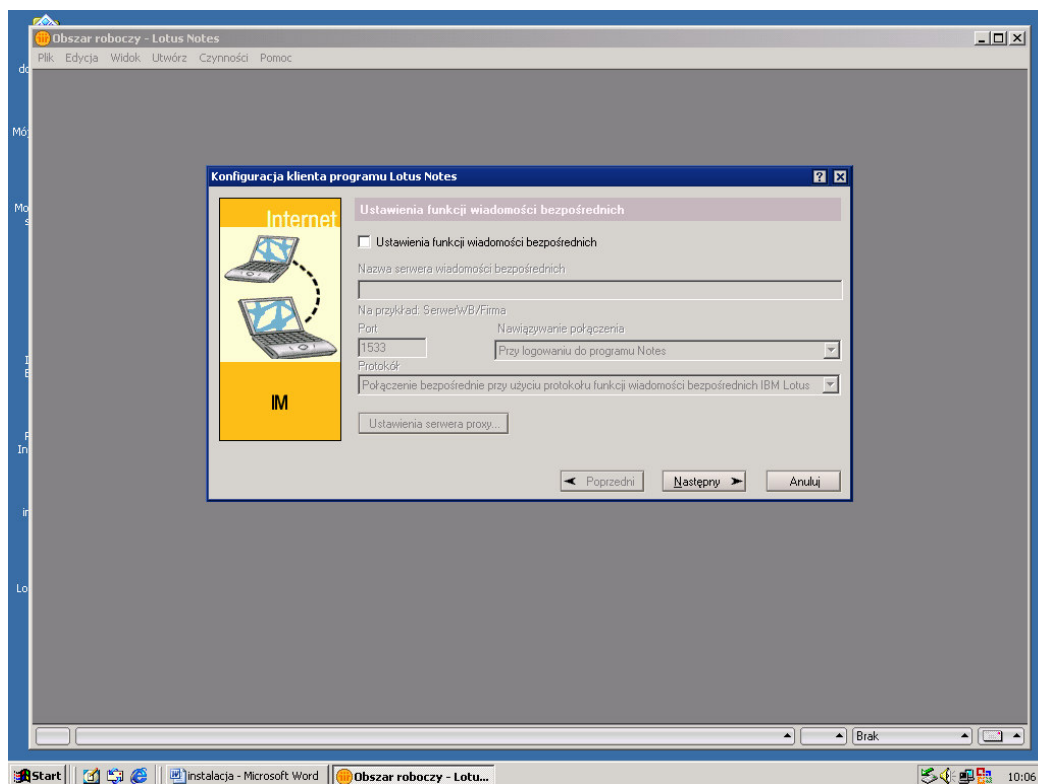 Obszar roboczy - Lotus Notes
Plik Edycja Widok Utwórz Czynności Pomoc
Konfiguracja klienta programu Lotus Notes
Internet
IM
Ustawienia funkcji wiadomości bezpośrednich
Ustawienia funkcji wiadomości bezpośrednich
Nazwa serwera wiadomości bezpośrednich
Na przykład: SerwerWB/Firma
Port Nawiązywanie połączenia
1533 Przy logowaniu do programu Notes
Protokół
Połączenie bezpośrednie przy użyciu protokołu funkcji wiadomości bezpośrednich IBM Lotus
Ustawienia serwera proxy...
Poprzedni Następny Anuluj
Brak
Start instalacja - Microsoft Word Obszar roboczy - Lotu... 10:06